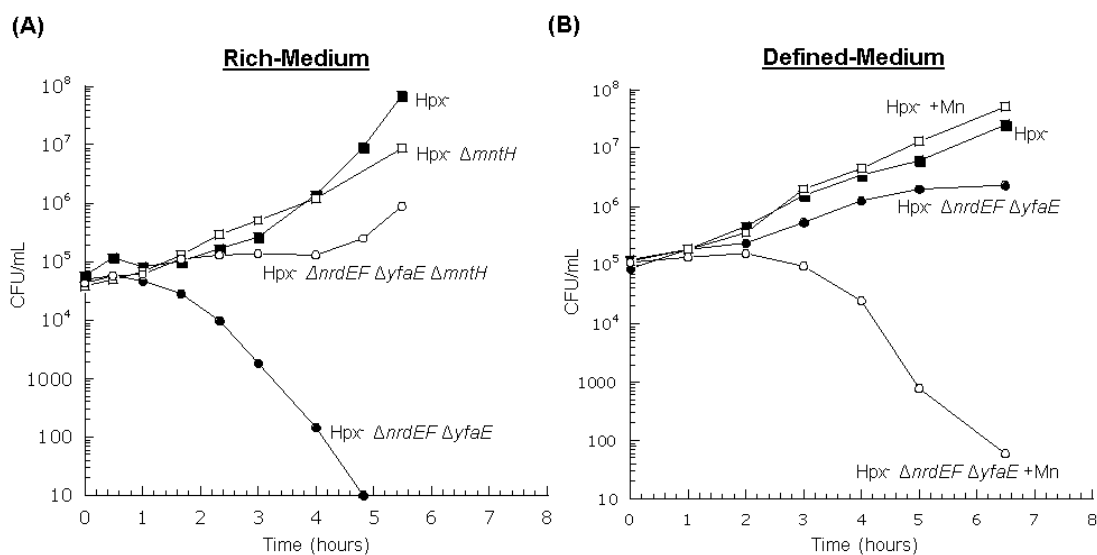 (A)
Rich-Medium
10⁸
10⁷
10⁶
10⁵
10⁴
1000
100
10
CFU/mL
0 1 2 3 4 5 6 7 8
Time (hours)
Hpx⁻
Hpx⁻ ΔmntH
Hpx⁻ ΔnrdEF ΔyfaE ΔmntH
Hpx⁻ ΔnrdEF ΔyfaE
(B)
Defined-Medium
10⁸
10⁷
10⁶
10⁵
10⁴
1000
100
10
CFU/mL
0 1 2 3 4 5 6 7 8
Time (hours)
Hpx⁻ +Mn
Hpx⁻
Hpx⁻ ΔnrdEF ΔyfaE
Hpx⁻ ΔnrdEF ΔyfaE +Mn